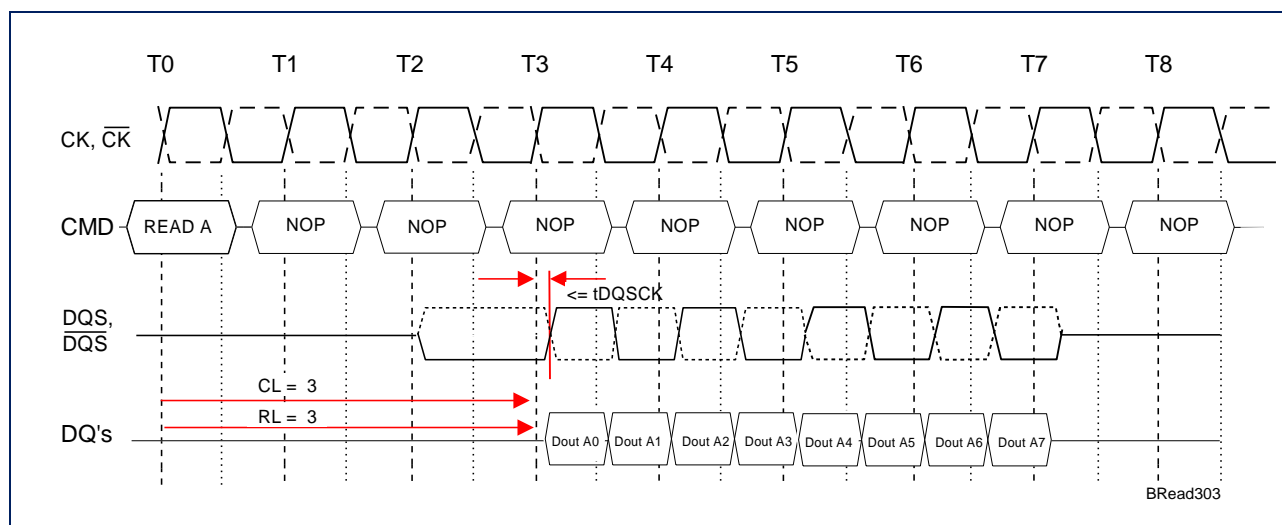 T0 T1 T2 T3 T4 T5 T6 T7 T8
CK, CK
CMD READ A NOP NOP NOP NOP NOP NOP NOP NOP
<= tDQSCK
DQS,
DQS
CL = 3
RL = 3
DQ's Dout A0 Dout A1 Dout A2 Dout A3 Dout A4 Dout A5 Dout A6 Dout A7
BRead303